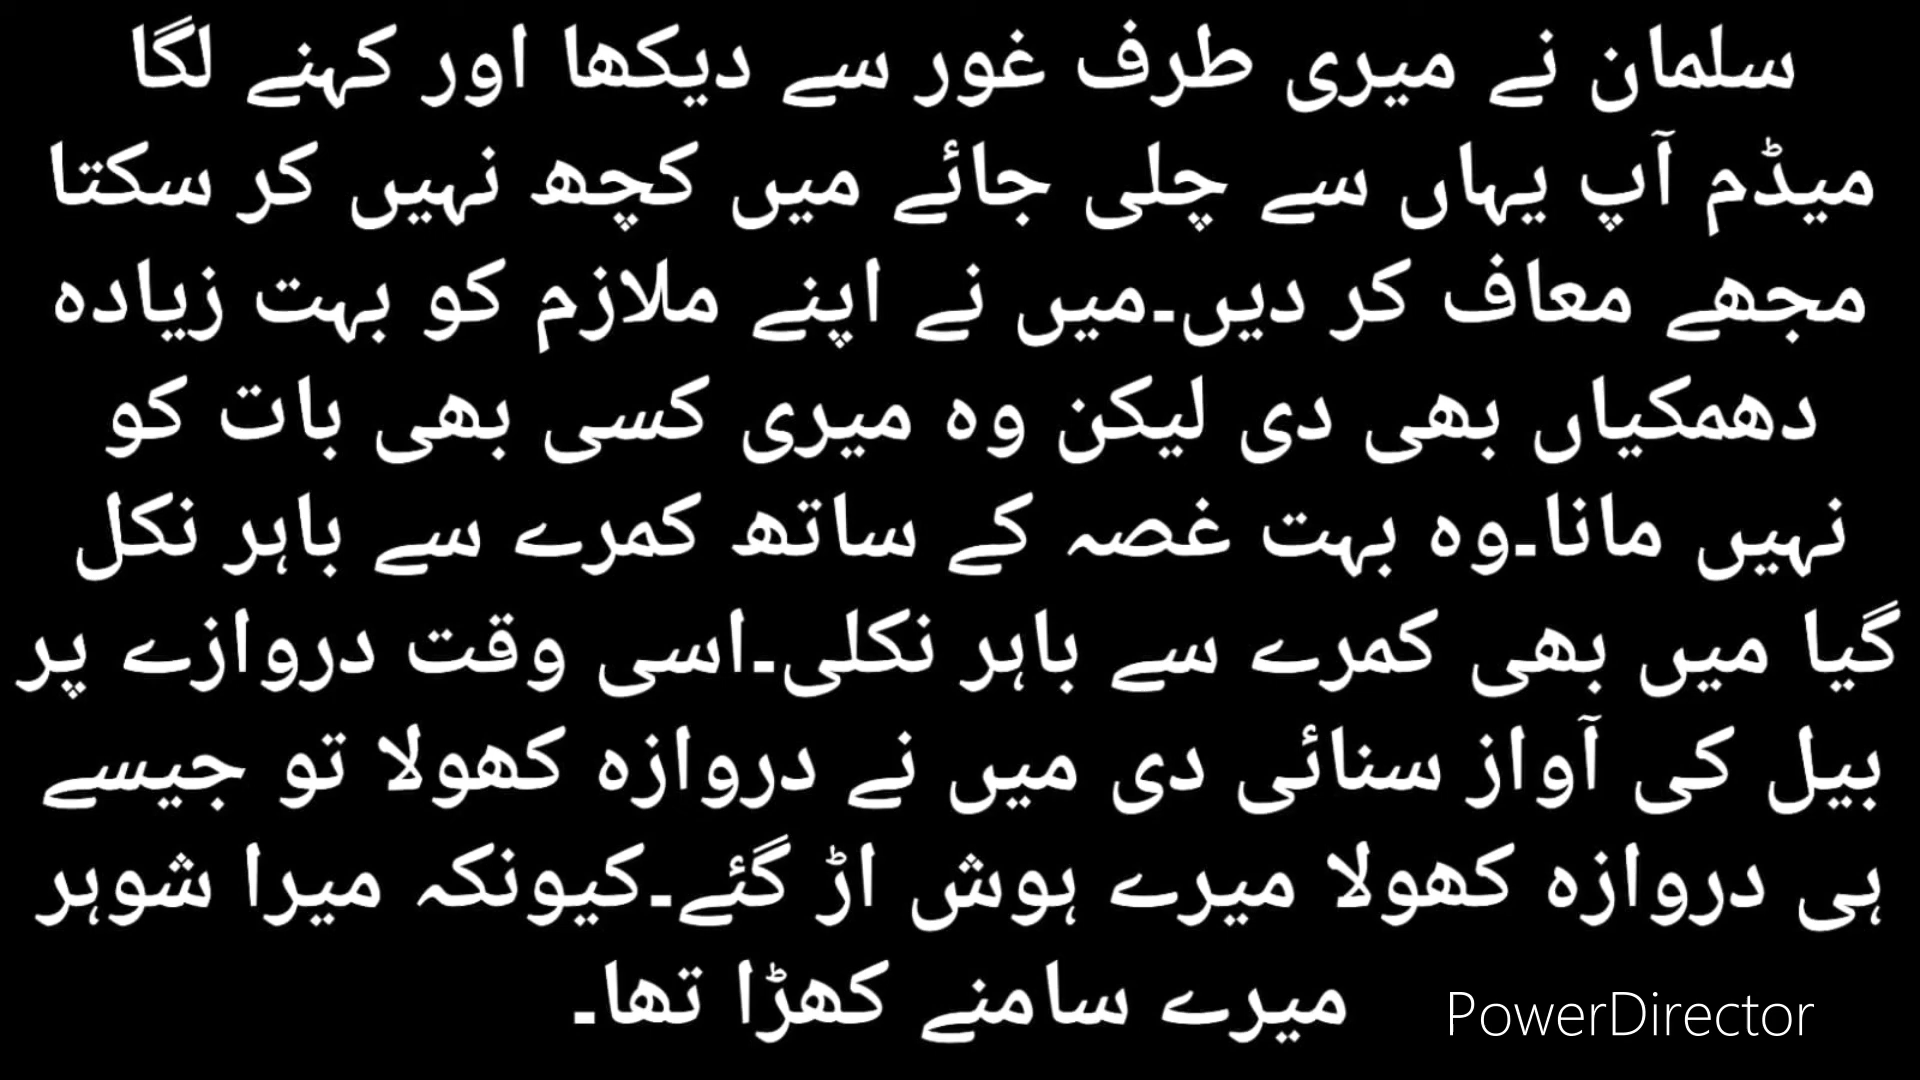 سلمان نے میری طرف غور سے دیکھا اور کہنے لگا
میڈم آپ یہاں سے چلی جائے میں کچھ نہیں کر سکتا
مجھے معاف کر دیں۔میں نے اپنے ملازم کو بہت زیادہ
دھمکیاں بھی دی لیکن وہ میری کسی بھی بات کو
نہیں مانا۔وہ بہت غصہ کے ساتھ کمرے سے باہر نکل
گیا میں بھی کمرے سے باہر نکلی۔اسی وقت دروازے پر
بیل کی آواز سنائی دی میں نے دروازہ کھولا تو جیسے
ہی دروازہ کھولا میرے ہوش اڑ گئے۔کیونکہ میرا شوہر
میرے سامنے کھڑا تھا۔
PowerDirector